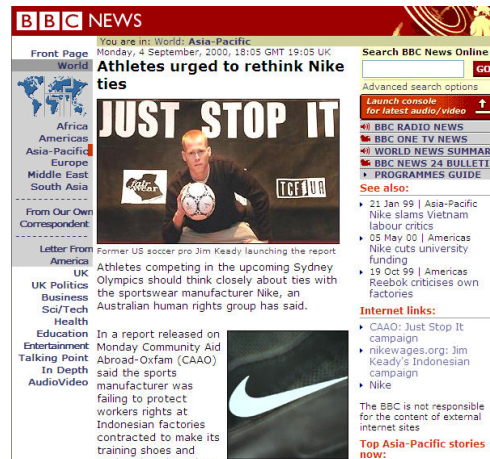 BBC NEWS
You are in: World: Asia-Pacific
Front Page
World
Africa
Americas
Asia-Pacific
Europe
Middle East
South Asia
From Our Own
Correspondent
Letter From
America
UK
UK Politics
Business
Sci/Tech
Health
Education
Entertainment
Talking Point
In Depth
AudioVideo
Monday, 4 September, 2000, 18:05 GMT 19:05 UK
Athletes urged to rethink Nike
ties
JUST STOP IT
fair
wear
TCFUA
Former US soccer pro Jim Keady launching the report
Athletes competing in the upcoming Sydney
Olympics should think closely about ties with
the sportswear manufacturer Nike, an
Australian human rights group has said.
In a report released on
Monday Community Aid
Abroad-Oxfam (CAAO)
said the sports
manufacturer was
failing to protect
workers rights at
Indonesian factories
contracted to make its
training shoes and
Search BBC News Online
GO
Advanced search options
Launch console
for latest audio/video
BBC RADIO NEWS
BBC ONE TV NEWS
WORLD NEWS SUMMAR
BBC NEWS 24 BULLETI
PROGRAMMES GUIDE
See also:
21 Jan 99 | Asia-Pacific
Nike slams Vietnam
labour critics
05 May 00 | Americas
Nike cuts university
funding
19 Oct 99 | Americas
Reebok criticises own
factories
Internet links:
CAAO: Just Stop It
campaign
nikewages.org: Jim
Keady's Indonesian
campaign
Nike
The BBC is not responsible
for the content of external
internet sites
Top Asia-Pacific stories
now: